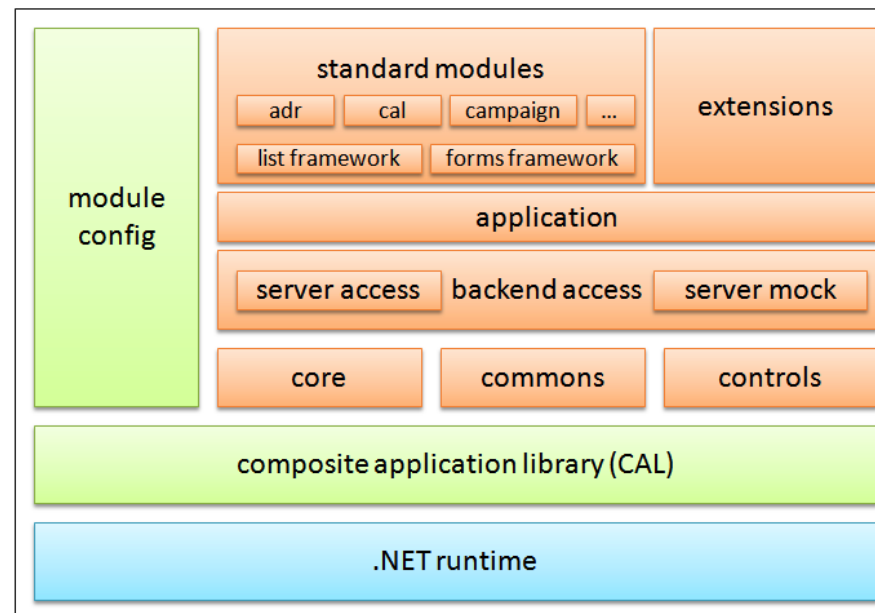 standard modules
adr
cal
campaign
...
list framework
forms framework
extensions
module
config
application
server access
backend access
server mock
core
commons
controls
composite application library (CAL)
.NET runtime